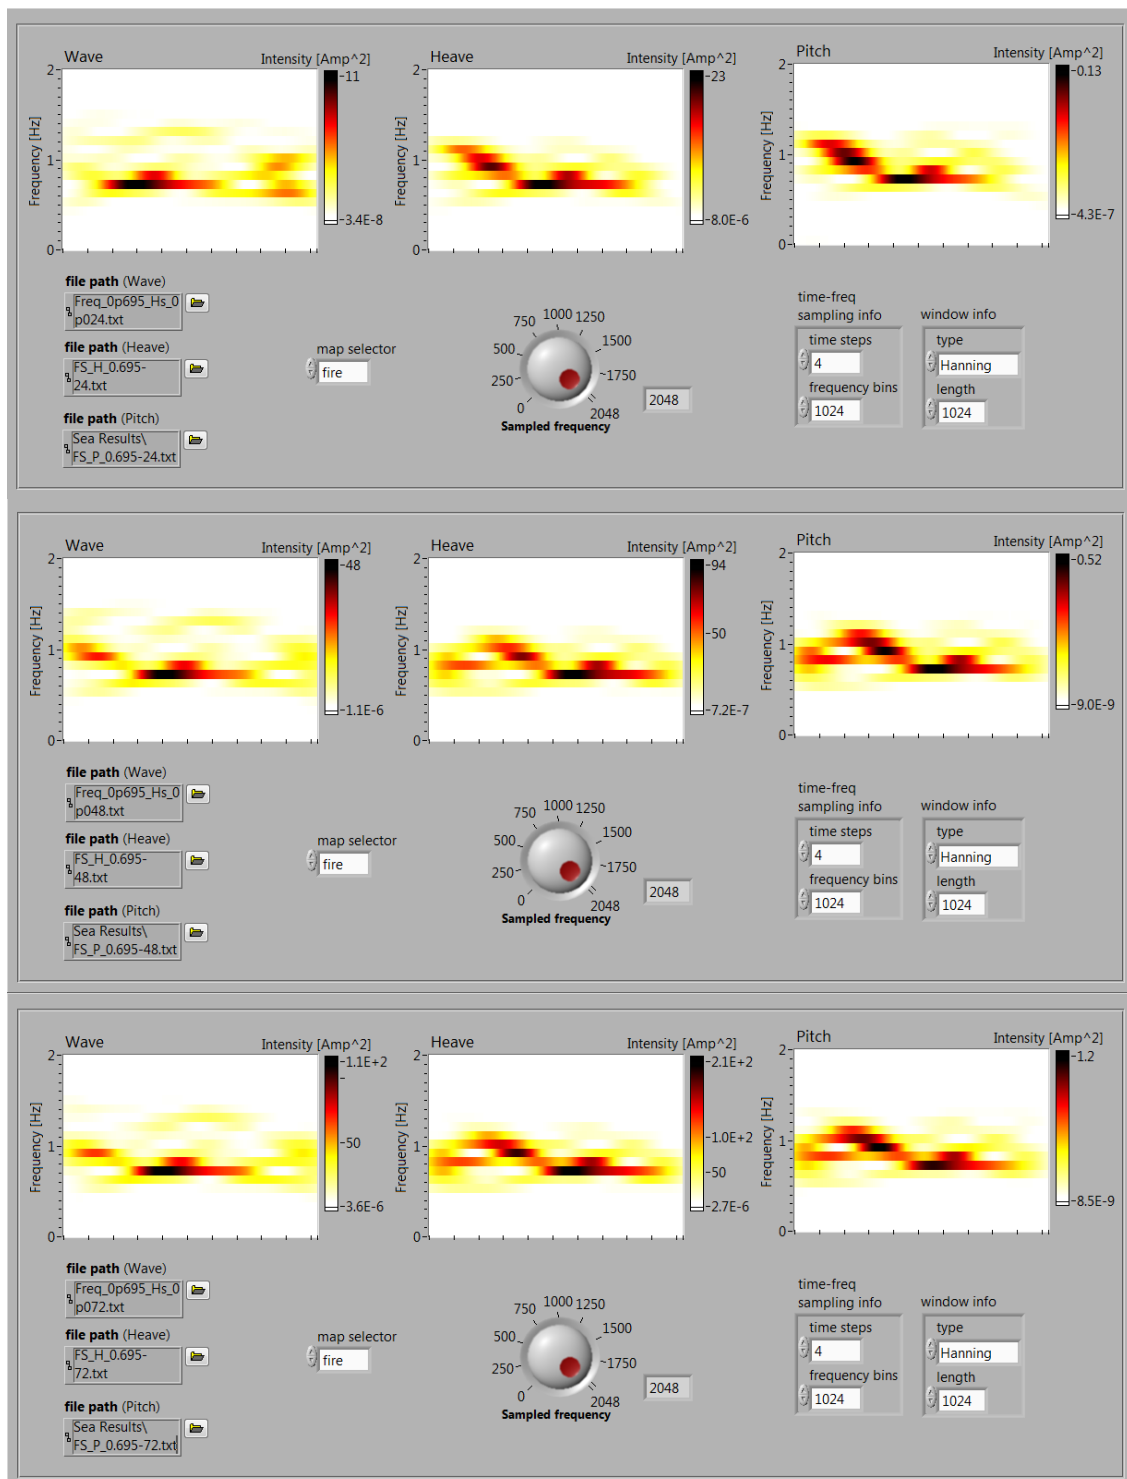 Wave
Intensity [Amp^2]
2
1
0
Frequency [Hz]
11
3.4E-8
Heave
Intensity [Amp^2]
2
1
0
Frequency [Hz]
23
8.0E-6
Pitch
Intensity [Amp^2]
2
1
0
Frequency [Hz]
0.13
4.3E-7
file path (Wave)
Freq_0p695_Hs_0
p024.txt
file path (Heave)
FS_H_0.695-
24.txt
file path (Pitch)
Sea Results\
FS_P_0.695-24.txt
map selector
fire
0
250
500
750
1000
1250
1500
1750
2048
Sampled frequency
2048
time-freq
sampling info
time steps
4
frequency bins
1024
window info
type
Hanning
length
1024
Wave
Intensity [Amp^2]
2
1
0
Frequency [Hz]
48
1.1E-6
Heave
Intensity [Amp^2]
2
1
0
Frequency [Hz]
94
50
7.2E-7
Pitch
Intensity [Amp^2]
2
1
0
Frequency [Hz]
0.52
9.0E-9
file path (Wave)
Freq_0p695_Hs_0
p048.txt
file path (Heave)
FS_H_0.695-
48.txt
file path (Pitch)
Sea Results\
FS_P_0.695-48.txt
map selector
fire
0
250
500
750
1000
1250
1500
1750
2048
Sampled frequency
2048
time-freq
sampling info
time steps
4
frequency bins
1024
window info
type
Hanning
length
1024
Wave
Intensity [Amp^2]
2
1
0
Frequency [Hz]
1.1E+2
50
3.6E-6
Heave
Intensity [Amp^2]
2
1
0
Frequency [Hz]
2.1E+2
1.0E+2
50
2.7E-6
Pitch
Intensity [Amp^2]
2
1
0
Frequency [Hz]
1.2
8.5E-9
file path (Wave)
Freq_0p695_Hs_0
p072.txt
file path (Heave)
FS_H_0.695-
72.txt
file path (Pitch)
Sea Results\
FS_P_0.695-72.txt
map selector
fire
0
250
500
750
1000
1250
1500
1750
2048
Sampled frequency
2048
time-freq
sampling info
time steps
4
frequency bins
1024
window info
type
Hanning
length
1024